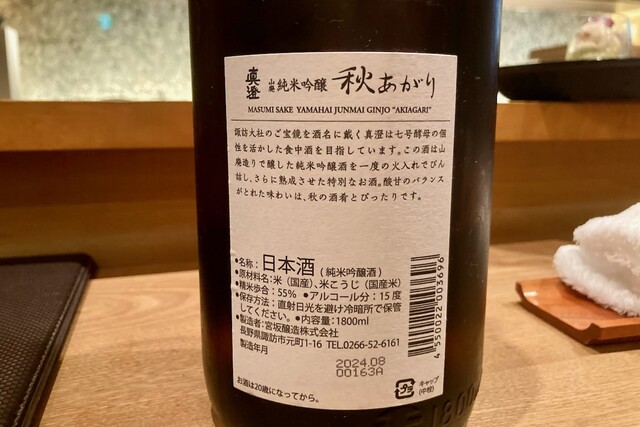 真澄 山廃 純米吟醸 秋あがり
MASUMI SAKE YAMAHAI JUNMAI GINJO "AKIAGARI"
諏訪大社のご宝鏡を酒名に戴く真澄は七号酵母の個
性を活かした食中酒を目指しています。この酒は山
廃造りで醸した純米吟醸酒を一度の火入れでびん
詰し、さらに熟成させた特別なお酒。酸甘のバランス
がとれた味わいは、秋の酒肴とぴったりです。
●名称：日本酒（純米吟醸酒）
●原材料名：米（国産）、米こうじ（国産米）
●精米歩合：55％ ●アルコール分：15度
●保存方法：直射日光を避け冷暗所で保管
してください。●内容量：1800ml
●製造者：宮坂醸造株式会社
長野県諏訪市元町1-16 TEL.0266-52-6161
製造年月
2024.08
00163A
お酒は20歳になってから。
キャップ
(中栓)
4 550022 003696
1800